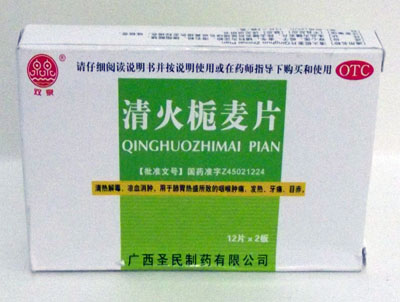 双泉
请仔细阅读说明书并按说明使用或在药师指导下购买和使用
OTC
清火栀麦片
QINGHUOZHIMAI PIAN
【批准文号】国药准字Z45021224
清热解毒，凉血消肿。用于肺胃热盛所致的咽喉肿痛、发热、牙痛、目赤。
12片×2板
广西圣民制药有限公司